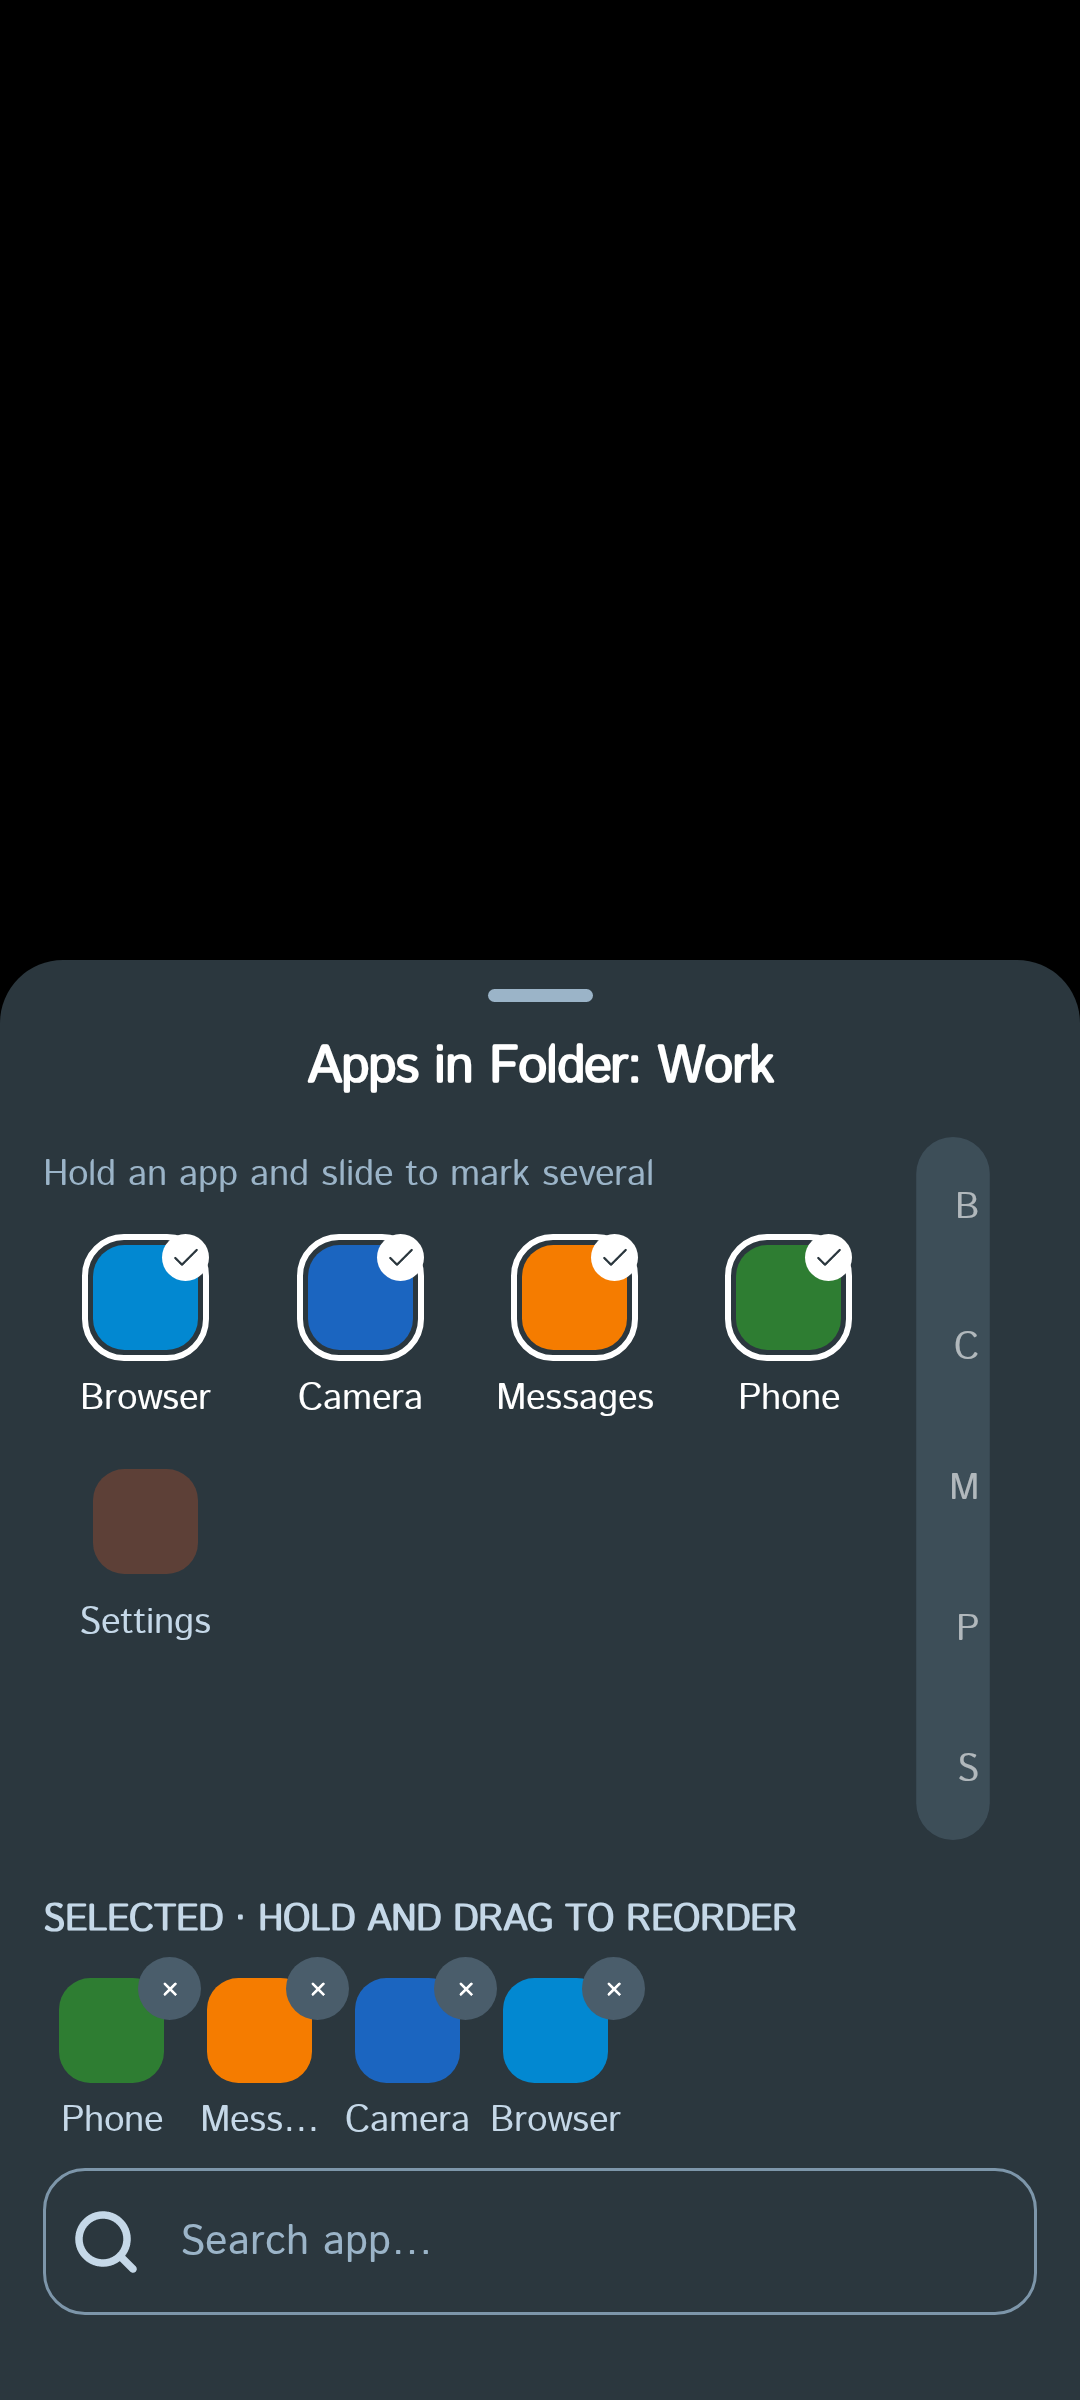 Apps in Folder: Work
Hold an app and slide to mark several
Browser Camera Messages Phone
Settings
B
C
M
P
S
SELECTED · HOLD AND DRAG TO REORDER
Phone Mess... Camera Browser
Search app...